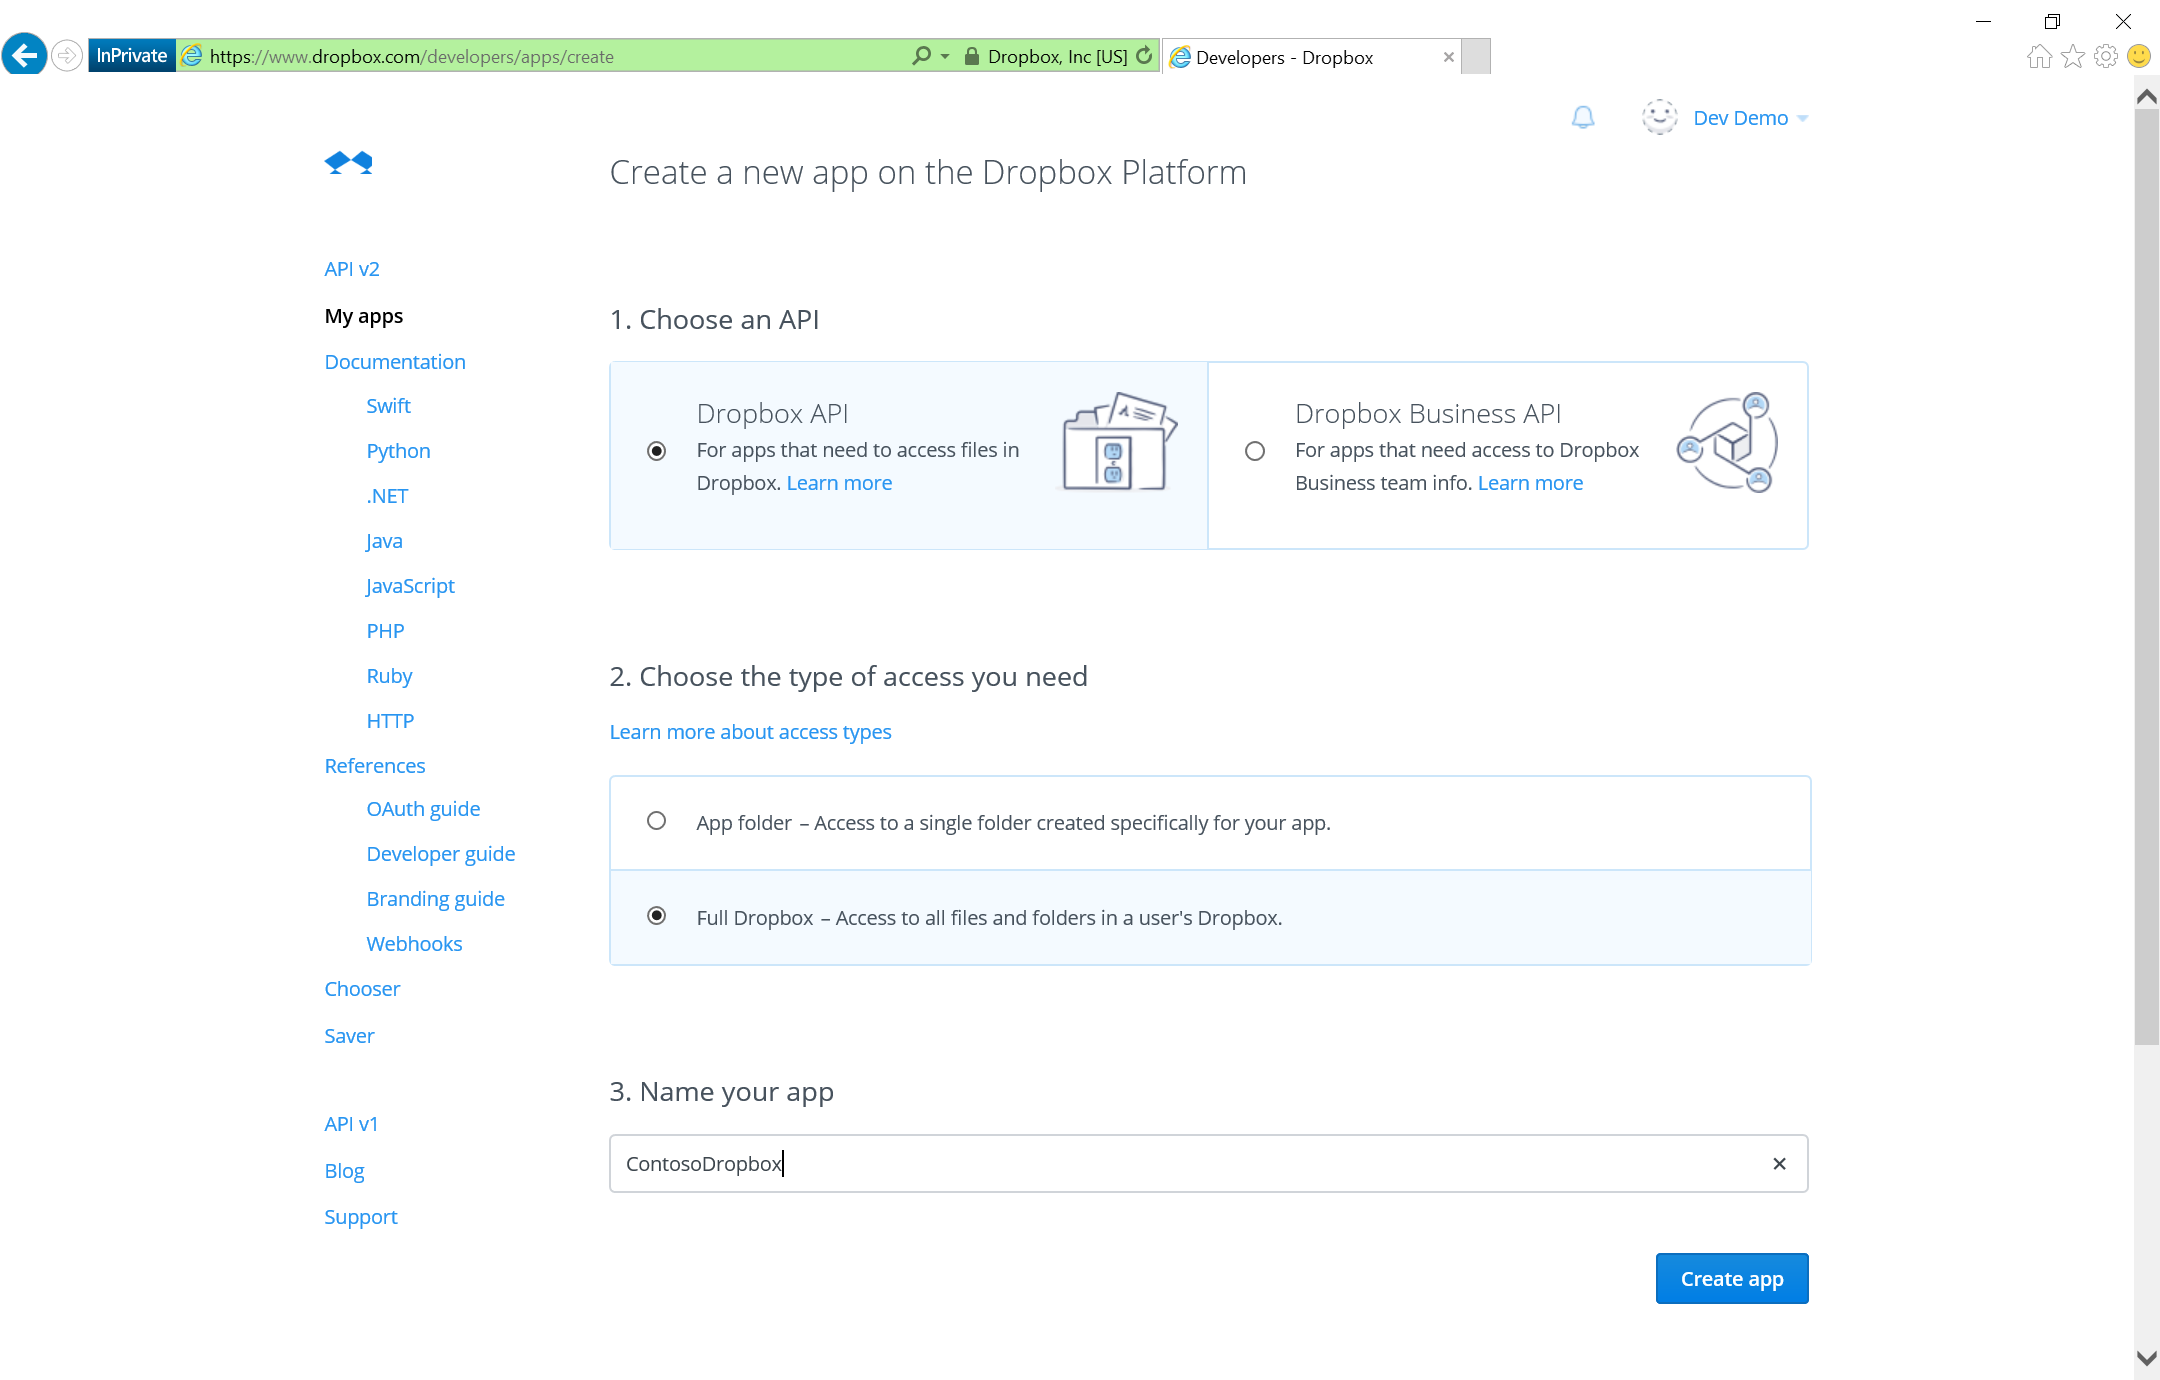 InPrivate
https://www.dropbox.com/developers/apps/create
Dropbox, Inc [US]
Developers - Dropbox
Dev Demo
Create a new app on the Dropbox Platform
API v2
My apps
Documentation
Swift
Python
.NET
Java
JavaScript
PHP
Ruby
HTTP
References
OAuth guide
Developer guide
Branding guide
Webhooks
Chooser
Saver
API v1
Blog
Support
1. Choose an API
Dropbox API
For apps that need to access files in
Dropbox. Learn more
Dropbox Business API
For apps that need access to Dropbox
Business team info. Learn more
2. Choose the type of access you need
Learn more about access types
App folder – Access to a single folder created specifically for your app.
Full Dropbox – Access to all files and folders in a user's Dropbox.
3. Name your app
ContosoDropbox
Create app